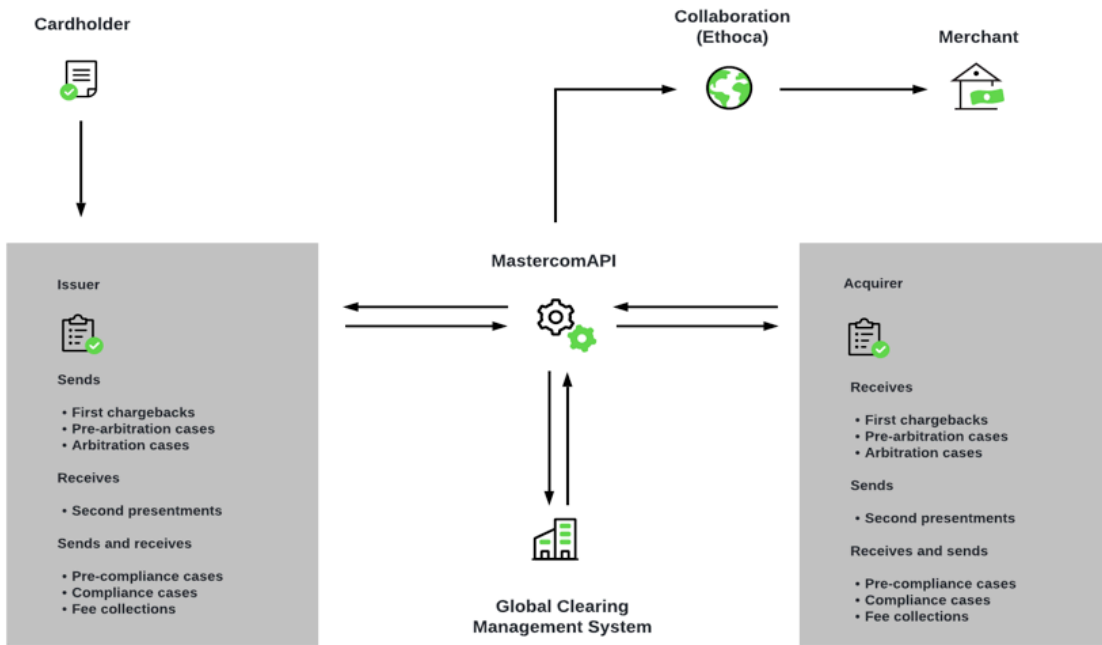 Cardholder
Collaboration
(Ethoca)
Merchant
MastercomAPI
Issuer
Sends
• First chargebacks
• Pre-arbitration cases
• Arbitration cases
Receives
• Second presentments
Sends and receives
• Pre-compliance cases
• Compliance cases
• Fee collections
Acquirer
Receives
• First chargebacks
• Pre-arbitration cases
• Arbitration cases
Sends
• Second presentments
Receives and sends
• Pre-compliance cases
• Compliance cases
• Fee collections
Global Clearing
Management System